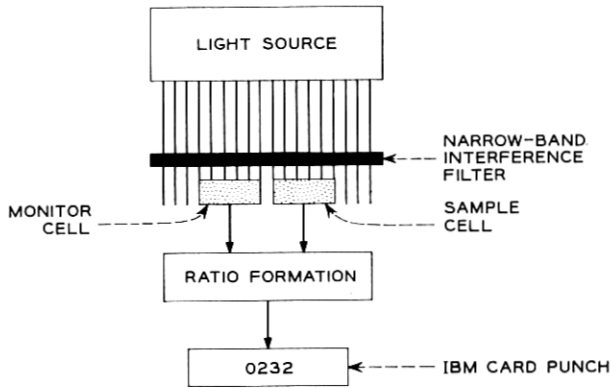 LIGHT SOURCE
NARROW-BAND
INTERFERENCE
FILTER
MONITOR
CELL
SAMPLE
CELL
RATIO FORMATION
0232
IBM CARD PUNCH